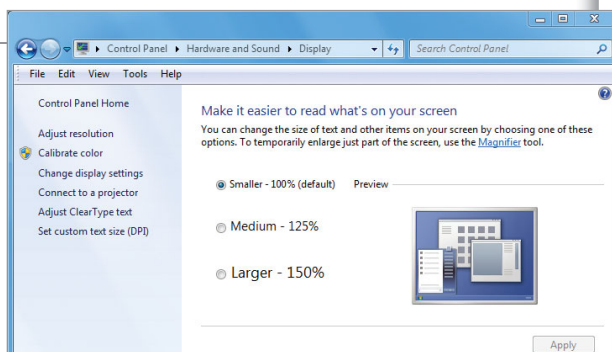 Control Panel Hardware and Sound Display Search Control Panel
File Edit View Tools Help
Control Panel Home
Adjust resolution
Calibrate color
Change display settings
Connect to a projector
Adjust ClearType text
Set custom text size (DPI)
Make it easier to read what's on your screen
You can change the size of text and other items on your screen by choosing one of these
options. To temporarily enlarge just part of the screen, use the Magnifier tool.
Smaller - 100% (default) Preview
Medium - 125%
Larger - 150%
Apply